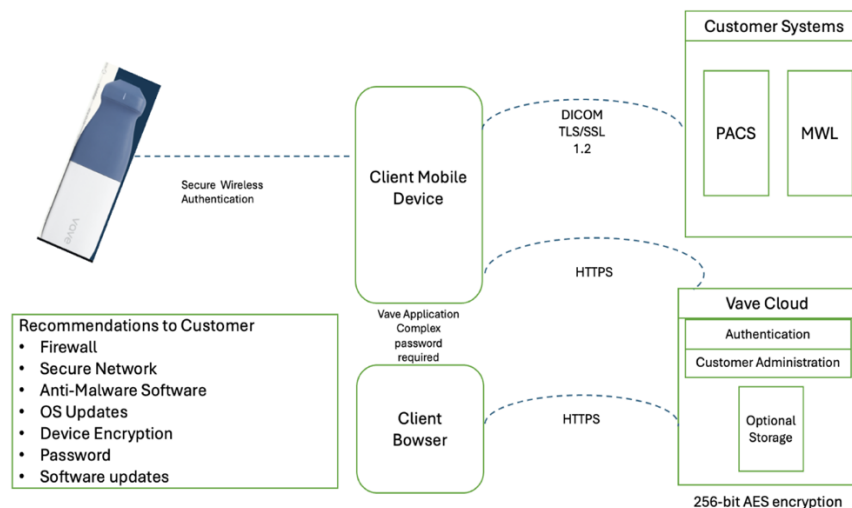 Customer Systems
PACS
MWL
DICOM
TLS/SSL
1.2
Client Mobile
Device
Secure Wireless
Authentication
vave
HTTPS
Vave Application
Complex
password
required
Vave Cloud
Authentication
Customer Administration
Optional
Storage
256-bit AES encryption
Recommendations to Customer
• Firewall
• Secure Network
• Anti-Malware Software
• OS Updates
• Device Encryption
• Password
• Software updates
Client
Bowser
HTTPS